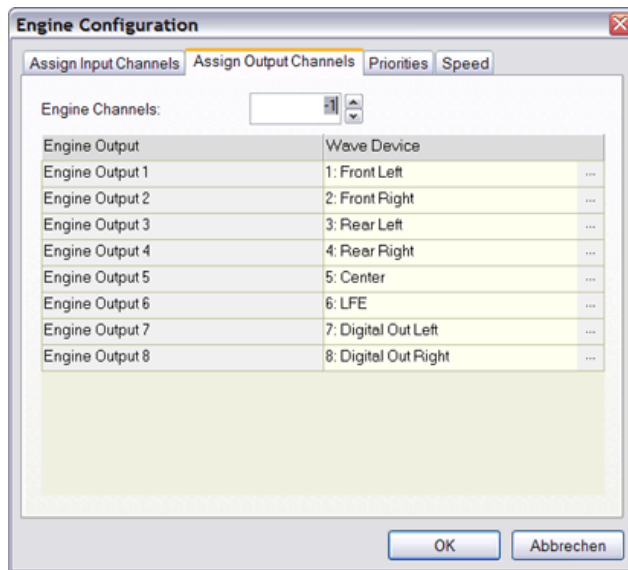 Engine Configuration
Assign Input Channels Assign Output Channels Priorities Speed
Engine Channels: -1
Engine Output Wave Device
Engine Output 1 1: Front Left ...
Engine Output 2 2: Front Right ...
Engine Output 3 3: Rear Left ...
Engine Output 4 4: Rear Right ...
Engine Output 5 5: Center ...
Engine Output 6 6: LFE ...
Engine Output 7 7: Digital Out Left ...
Engine Output 8 8: Digital Out Right ...
OK Abbrechen